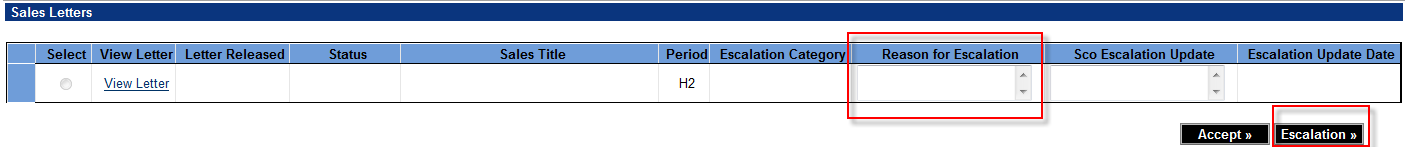 Sales Letters
Select View Letter Letter Released Status Sales Title Period Escalation Category Reason for Escalation Sco Escalation Update Escalation Update Date
View Letter H2
Accept » Escalation »